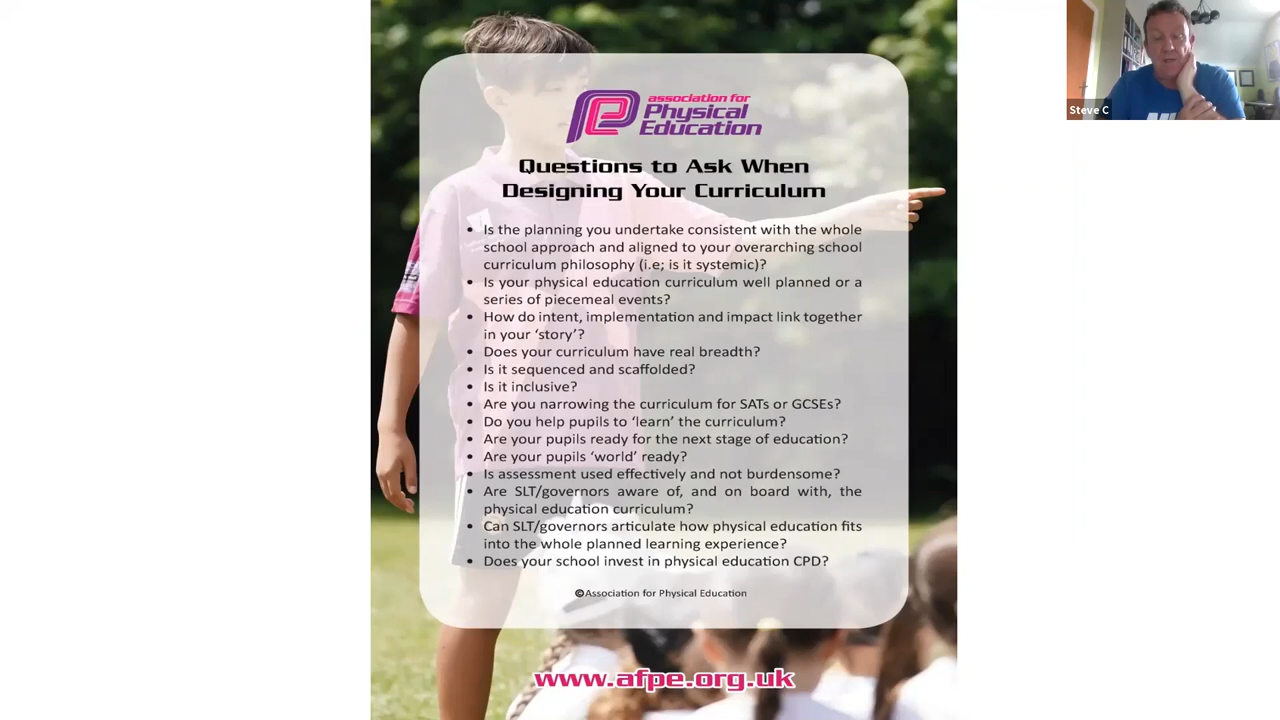 association for
Physical
Education
Questions to Ask When
Designing Your Curriculum
• Is the planning you undertake consistent with the whole
school approach and aligned to your overarching school
curriculum philosophy (i.e; is it systemic)?
• Is your physical education curriculum well planned or a
series of piecemeal events?
• How do intent, implementation and impact link together
in your ‘story’?
• Does your curriculum have real breadth?
• Is it sequenced and scaffolded?
• Is it inclusive?
• Are you narrowing the curriculum for SATs or GCSEs?
• Do you help pupils to ‘learn’ the curriculum?
• Are your pupils ready for the next stage of education?
• Are your pupils ‘world’ ready?
• Is assessment used effectively and not burdensome?
• Are SLT/governors aware of, and on board with, the
physical education curriculum?
• Can SLT/governors articulate how physical education fits
into the whole planned learning experience?
• Does your school invest in physical education CPD?
©Association for Physical Education
www.afpe.org.uk
Steve C